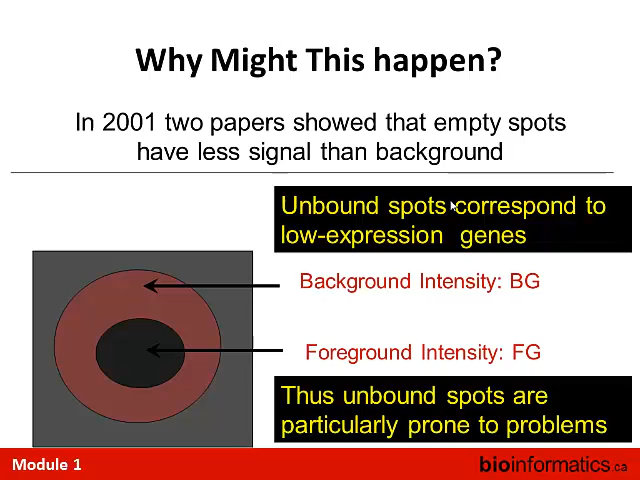 Why Might This happen?
In 2001 two papers showed that empty spots
have less signal than background
Unbound spots correspond to
low-expression genes
Background Intensity: BG
Foreground Intensity: FG
Thus unbound spots are
particularly prone to problems
Module 1
bioinformatics.ca